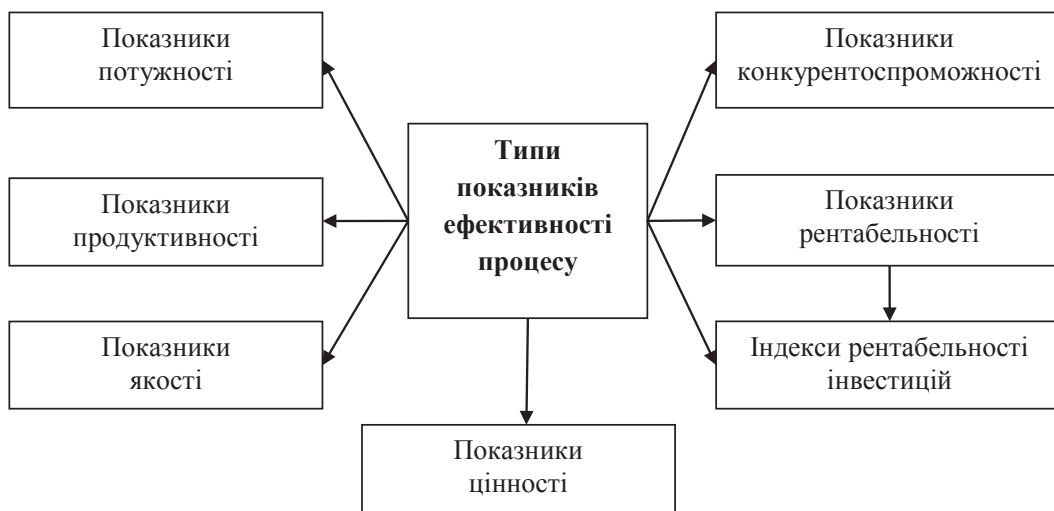 Показники
потужності
Показники
конкурентоспроможності
Типи
показників
ефективності
процесу
Показники
продуктивності
Показники
рентабельності
Показники
якості
Індекси рентабельності
інвестицій
Показники
цінності